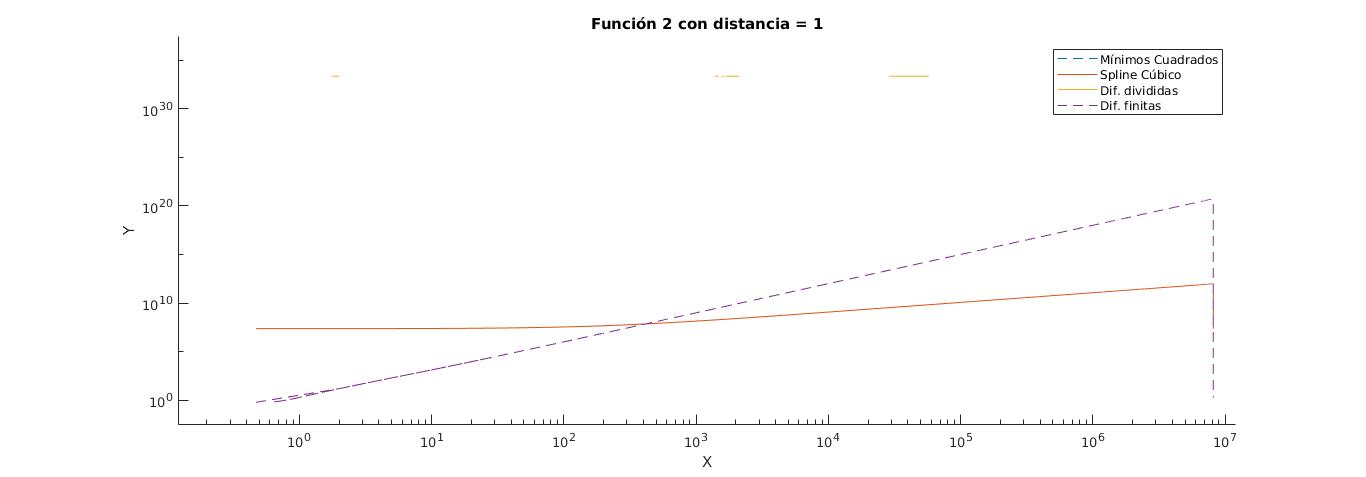 Función 2 con distancia = 1
Mínimos Cuadrados
Spline Cúbico
Dif. divididas
Dif. finitas
10^30
10^20
10^10
10^0
Y
10^0 10^1 10^2 10^3 10^4 10^5 10^6 10^7
X